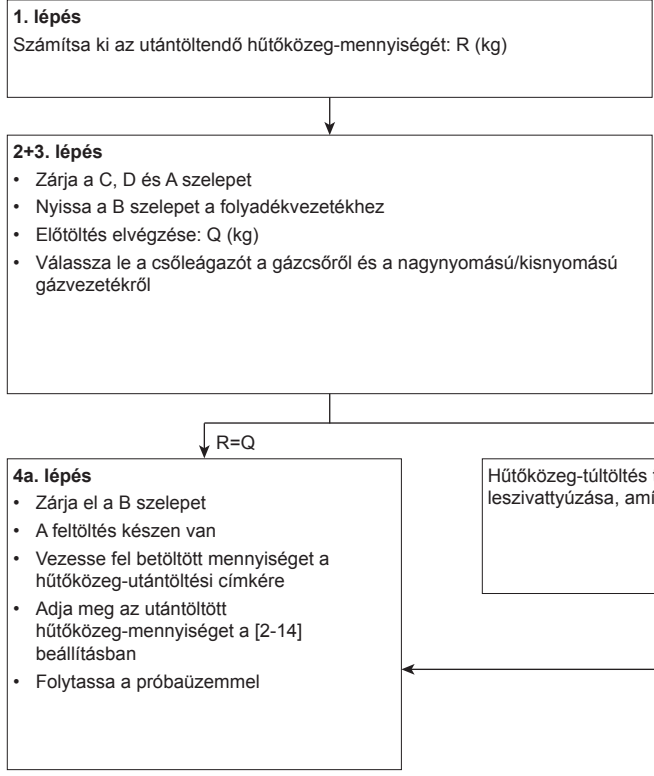 1. lépés
Számítsa ki az utántöltendő hűtőközeg-mennyiségét: R (kg)
2+3. lépés
• Zárja a C, D és A szelepet
• Nyissa a B szelepet a folyadékvezetékhez
• Előtöltés elvégzése: Q (kg)
• Válassza le a csőleágazót a gázcsőről és a nagynyomású/kisnyomású
gázvezetékről
R=Q
4a. lépés
• Zárja el a B szelepet
• A feltöltés készen van
• Vezesse fel betöltött mennyiséget a
hűtőközeg-utántöltési címkére
• Adja meg az utántöltött
hűtőközeg-mennyiséget a [2-14]
beállításban
• Folytassa a próbaüzemmel
Hűtőközeg-túltöltés
leszivattyúzása, amí